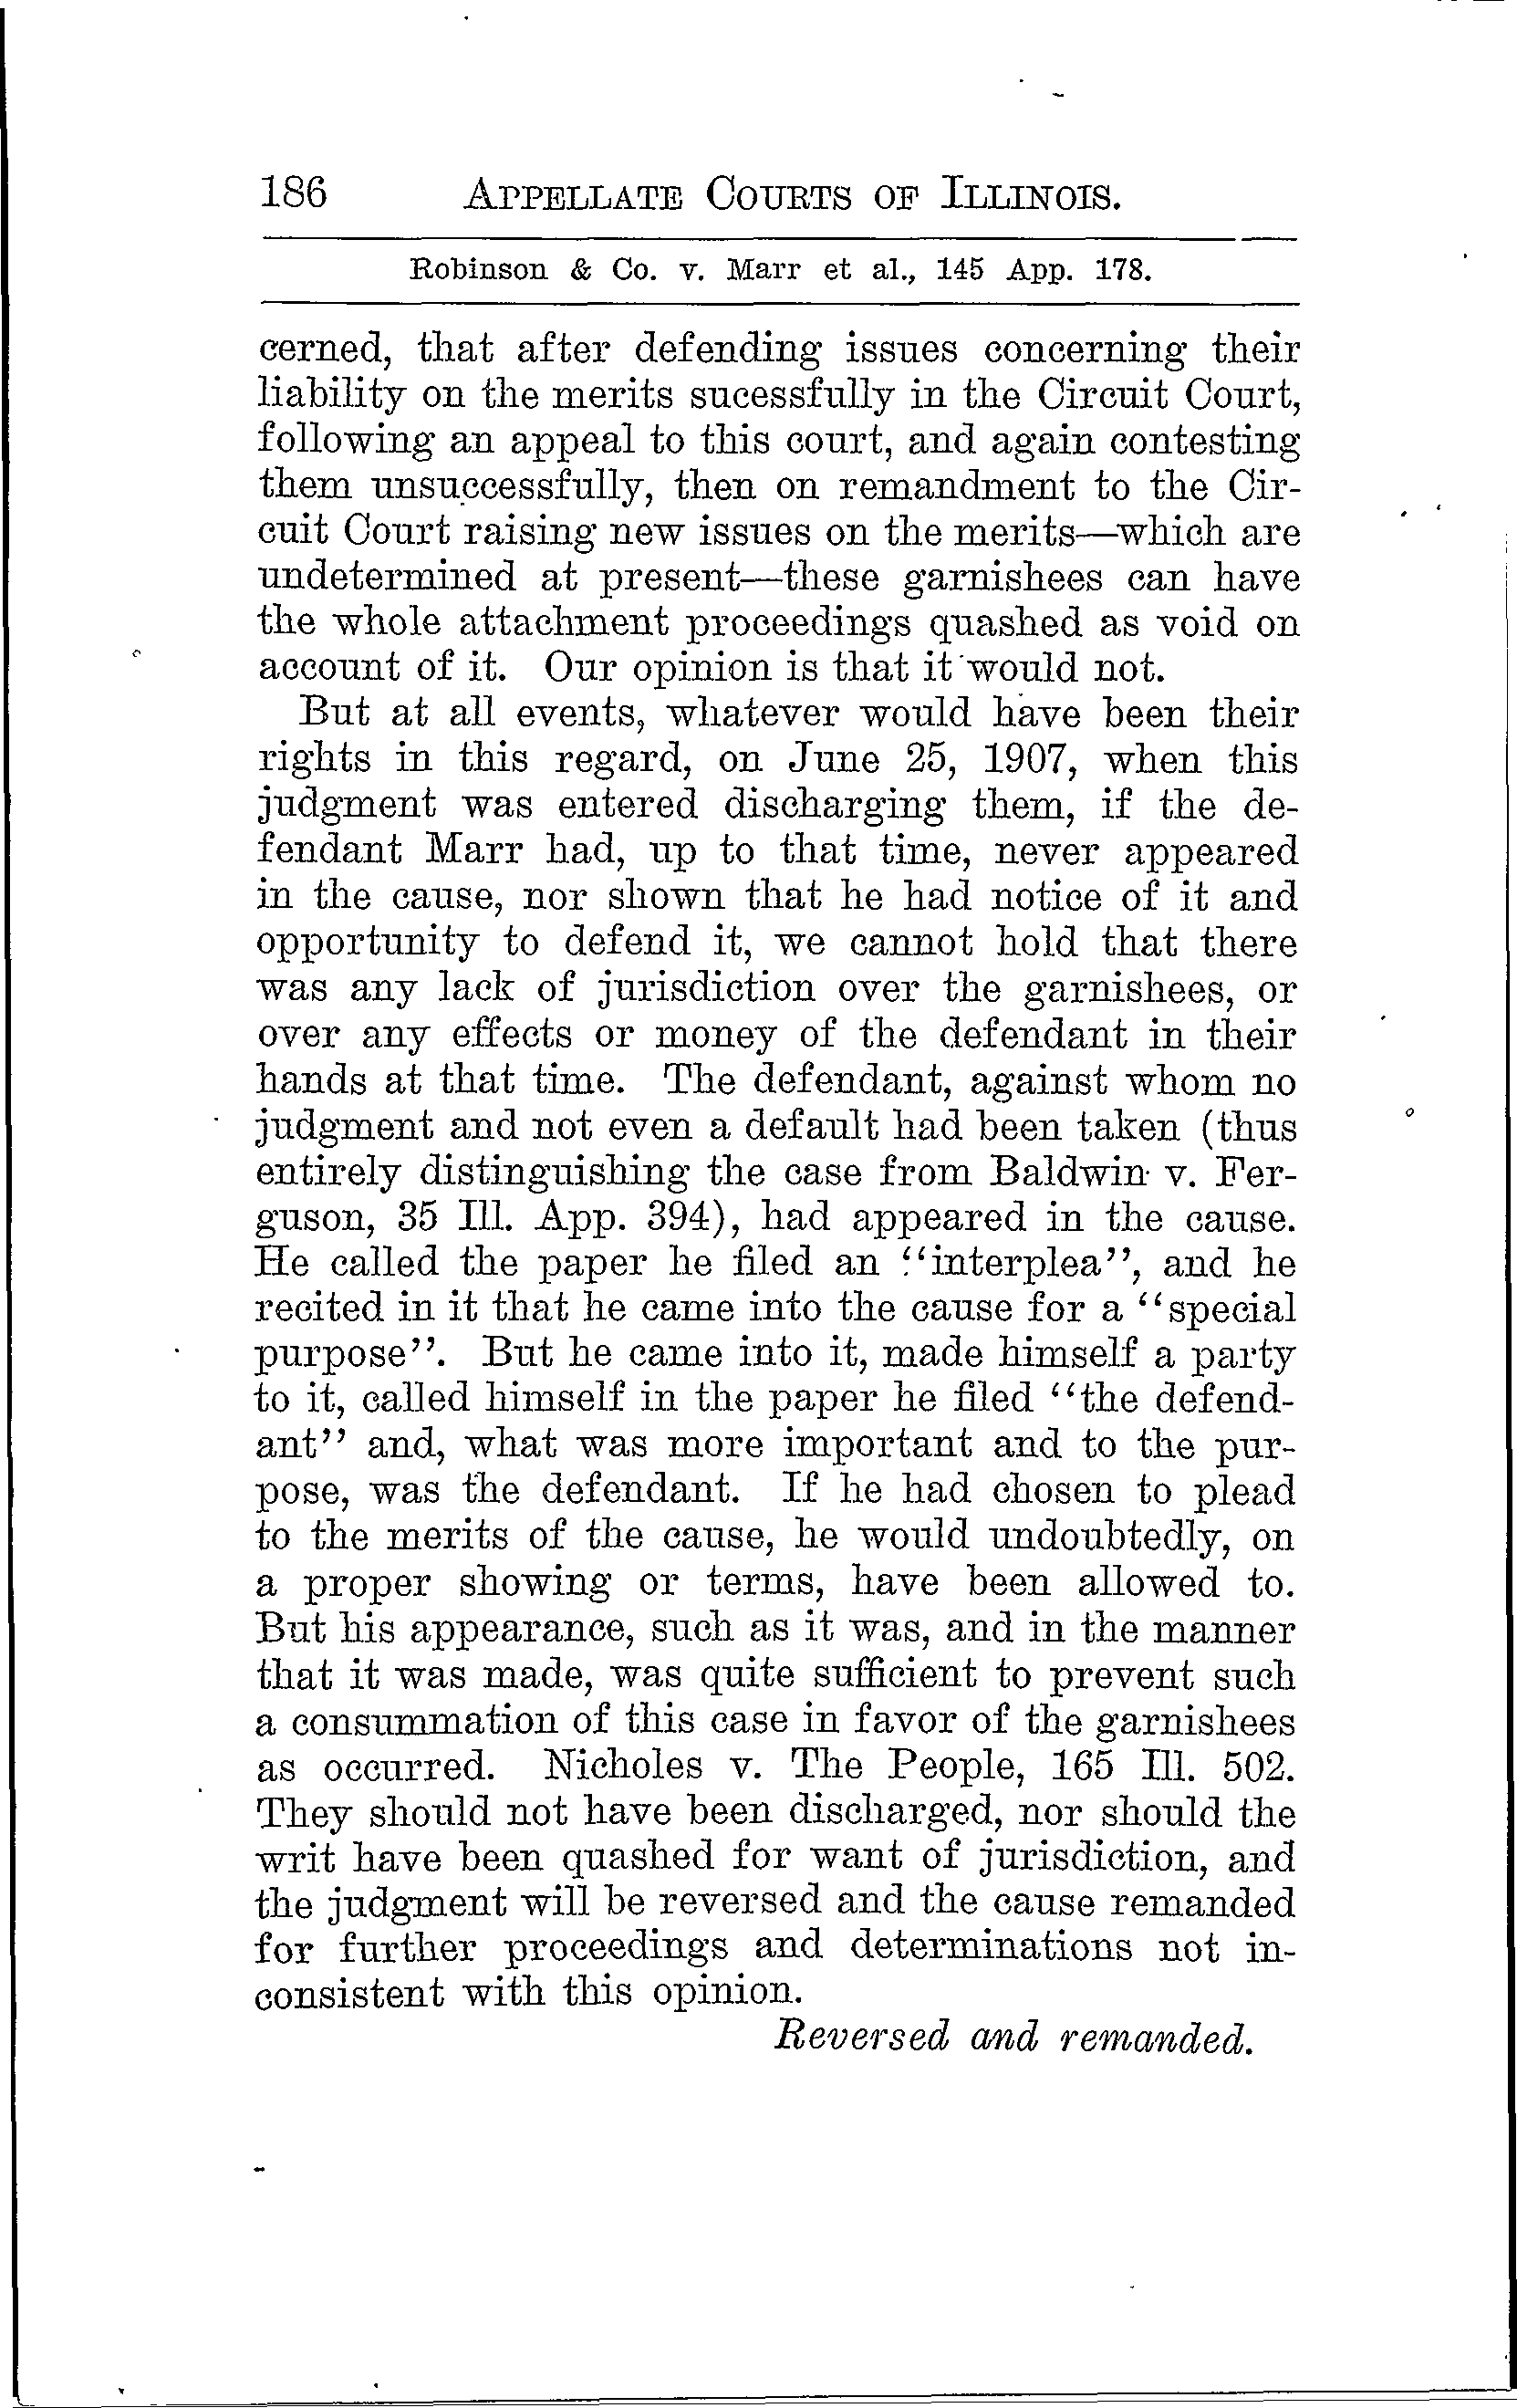 186 APPELLATE COURTS OF ILLINOIS.
Robinson & Co. v. Marr et al., 145 App. 178.
cerned, that after defending issues concerning their
liability on the merits sucessfully in the Circuit Court,
following an appeal to this court, and again contesting
them unsuccessfully, then on remandment to the Cir-
cuit Court raising new issues on the merits—which are
undetermined at present—these garnishees can have
the whole attachment proceedings quashed as void on
account of it. Our opinion is that it would not.
But at all events, whatever would have been their
rights in this regard, on June 25, 1907, when this
judgment was entered discharging them, if the de-
fendant Marr had, up to that time, never appeared
in the cause, nor shown that he had notice of it and
opportunity to defend it, we cannot hold that there
was any lack of jurisdiction over the garnishees, or
over any effects or money of the defendant in their
hands at that time. The defendant, against whom no
judgment and not even a default had been taken (thus
entirely distinguishing the case from Baldwin v. Fer-
guson, 35 Ill. App. 394), had appeared in the cause.
He called the paper he filed an "interplea", and he
recited in it that he came into the cause for a "special
purpose". But he came into it, made himself a party
to it, called himself in the paper he filed "the defend-
ant" and, what was more important and to the pur-
pose, was the defendant. If he had chosen to plead
to the merits of the cause, he would undoubtedly, on
a proper showing or terms, have been allowed to.
But his appearance, such as it was, and in the manner
that it was made, was quite sufficient to prevent such
a consummation of this case in favor of the garnishees
as occurred. Nicholes v. The People, 165 Ill. 502.
They should not have been discharged, nor should the
writ have been quashed for want of jurisdiction, and
the judgment will be reversed and the cause remanded
for further proceedings and determinations not in-
consistent with this opinion.
Reversed and remanded.